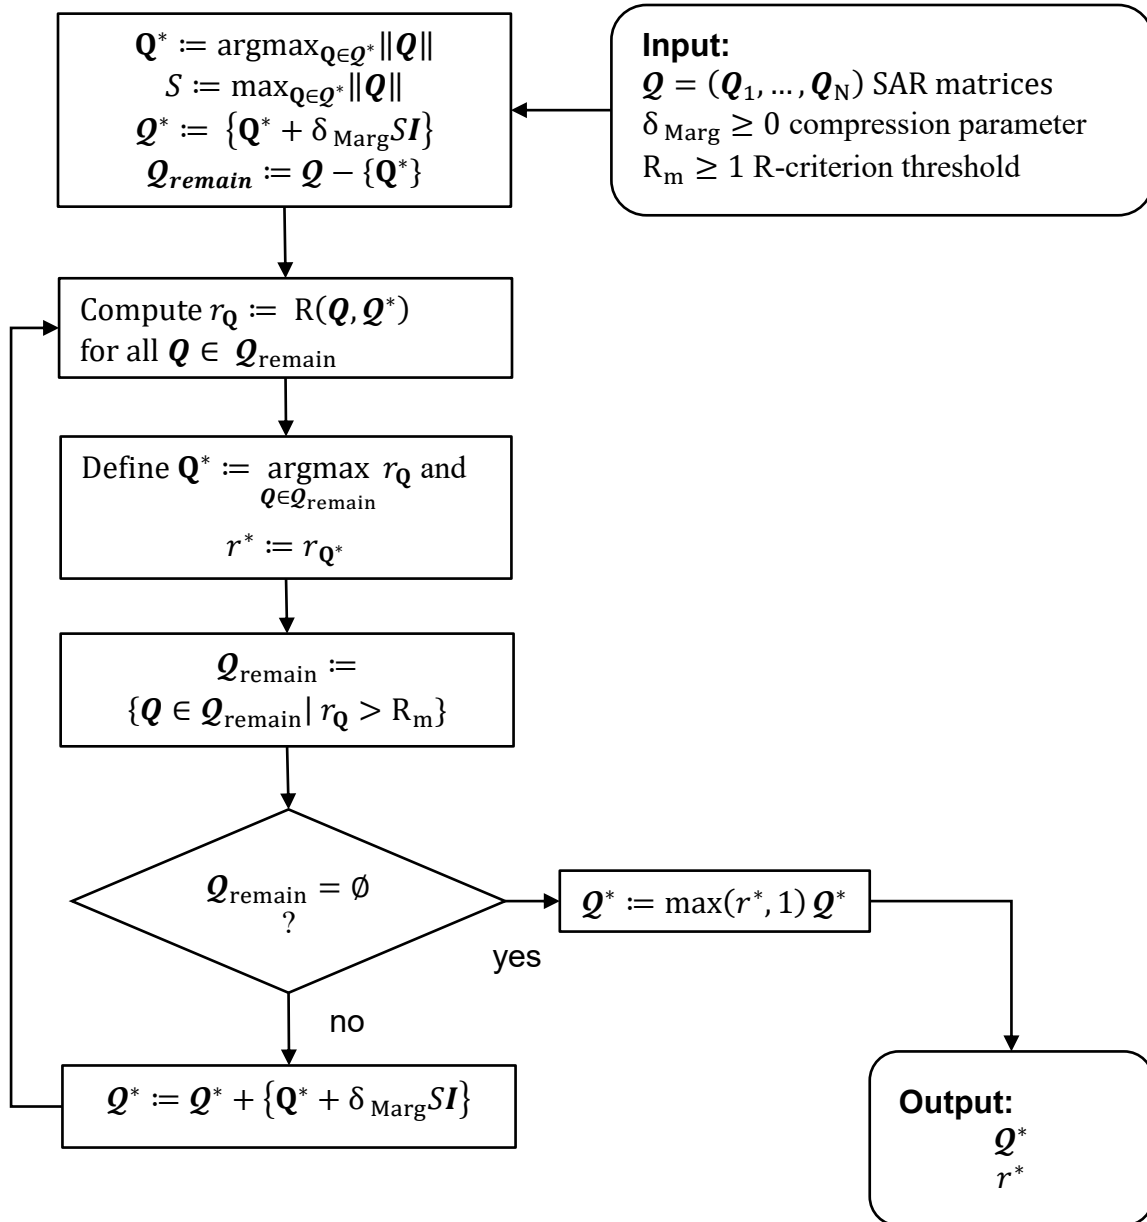 Input:
𝓠 = (𝑸₁, … , 𝑸_N) SAR matrices
δ_Marg ≥ 0 compression parameter
R_m ≥ 1 R-criterion threshold
𝐐* ≔ argmax_{𝐐∈𝓠*}‖𝑸‖
𝑆 ≔ max_{𝐐∈𝓠*}‖𝑸‖
𝓠* ≔ {𝐐* + δ_Marg 𝑆𝑰}
𝓠_remain ≔ 𝓠 − {𝐐*}
Compute 𝑟_𝐐 ≔ R(𝑸, 𝓠*)
for all 𝑸 ∈ 𝓠_remain
Define 𝐐* ≔ argmax 𝑟_𝐐 and
𝑸∈𝓠_remain
𝑟* ≔ 𝑟_𝐐*
𝓠_remain ≔
{𝑸 ∈ 𝓠_remain | 𝑟_𝐐 > R_m}
𝓠_remain = ∅
?
yes
𝓠* ≔ max(𝑟*, 1) 𝓠*
no
𝓠* ≔ 𝓠* + {𝐐* + δ_Marg 𝑆𝑰}
Output:
𝓠*
𝑟*